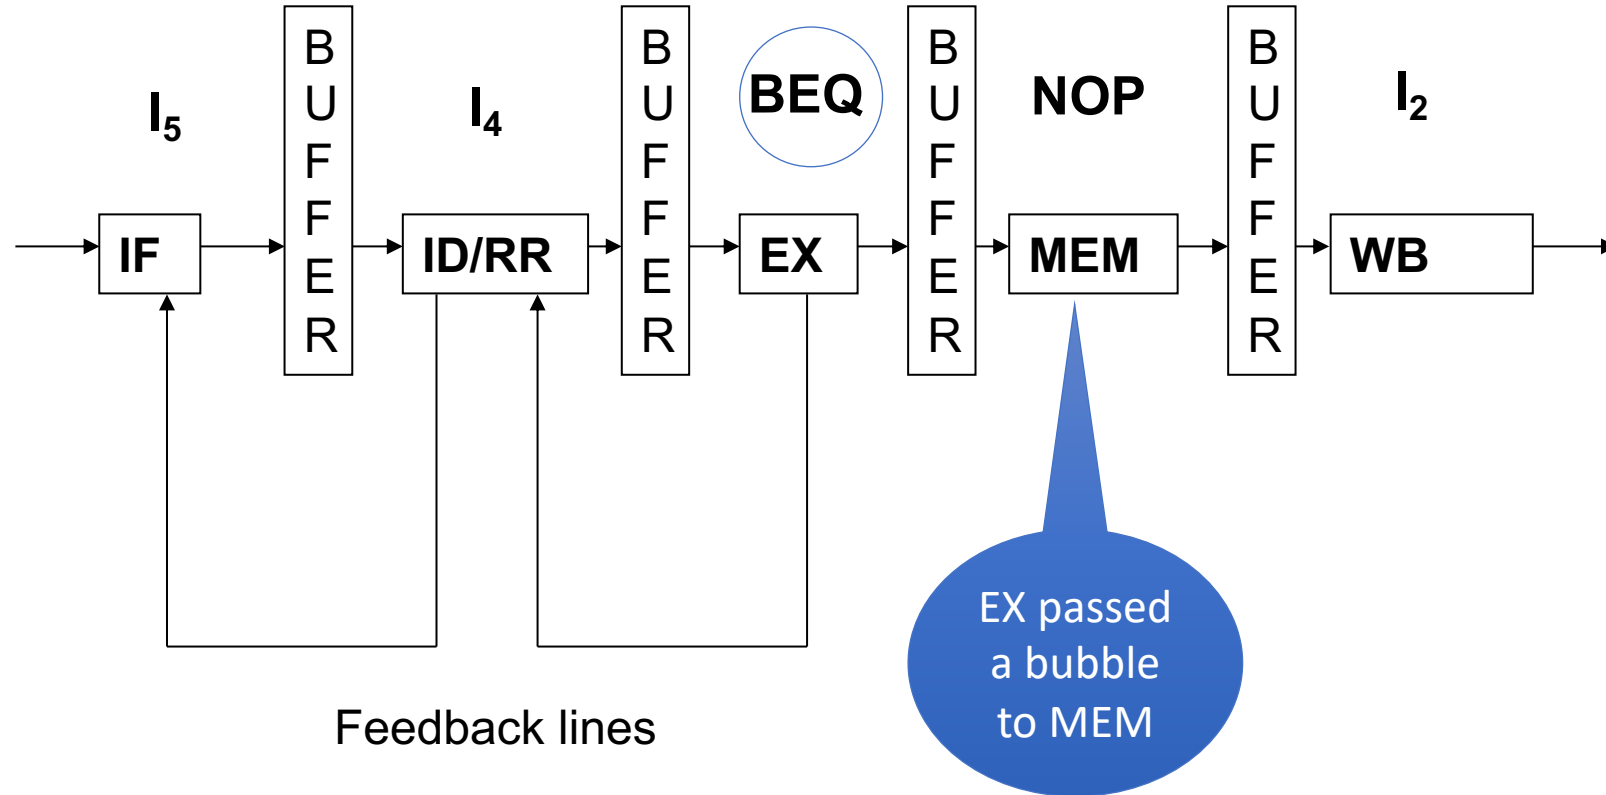 I5
I4
BEQ
NOP
I2
BUFFER
BUFFER
BUFFER
BUFFER
IF
ID/RR
EX
MEM
WB
EX passed
a bubble
to MEM
Feedback lines